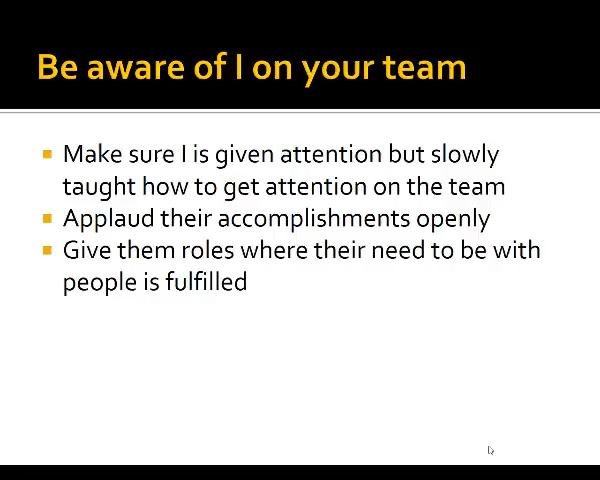 Be aware of I on your team
Make sure I is given attention but slowly
taught how to get attention on the team
Applaud their accomplishments openly
Give them roles where their need to be with
people is fulfilled